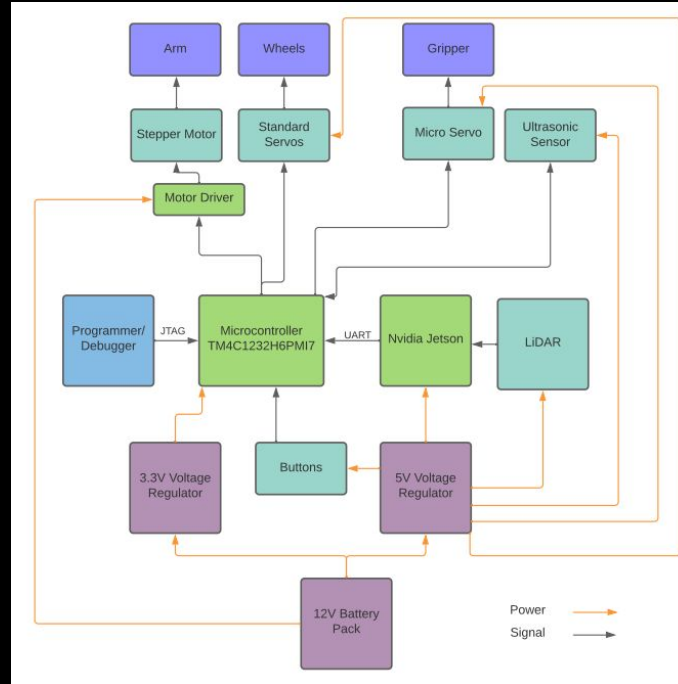 Arm
Wheels
Gripper
Stepper Motor
Standard
Servos
Micro Servo
Ultrasonic
Sensor
Motor Driver
Programmer/
Debugger
JTAG
Microcontroller
TM4C1232H6PMI7
UART
Nvidia Jetson
LiDAR
3.3V Voltage
Regulator
Buttons
5V Voltage
Regulator
12V Battery
Pack
Power
Signal